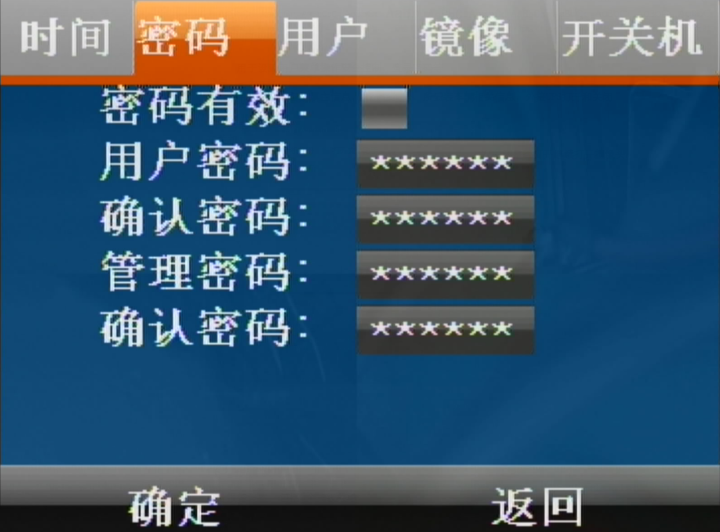 时间 密码 用户 镜像 开关机
密码有效:
用户密码: ******
确认密码: ******
管理密码: ******
确认密码: ******
确定 返回